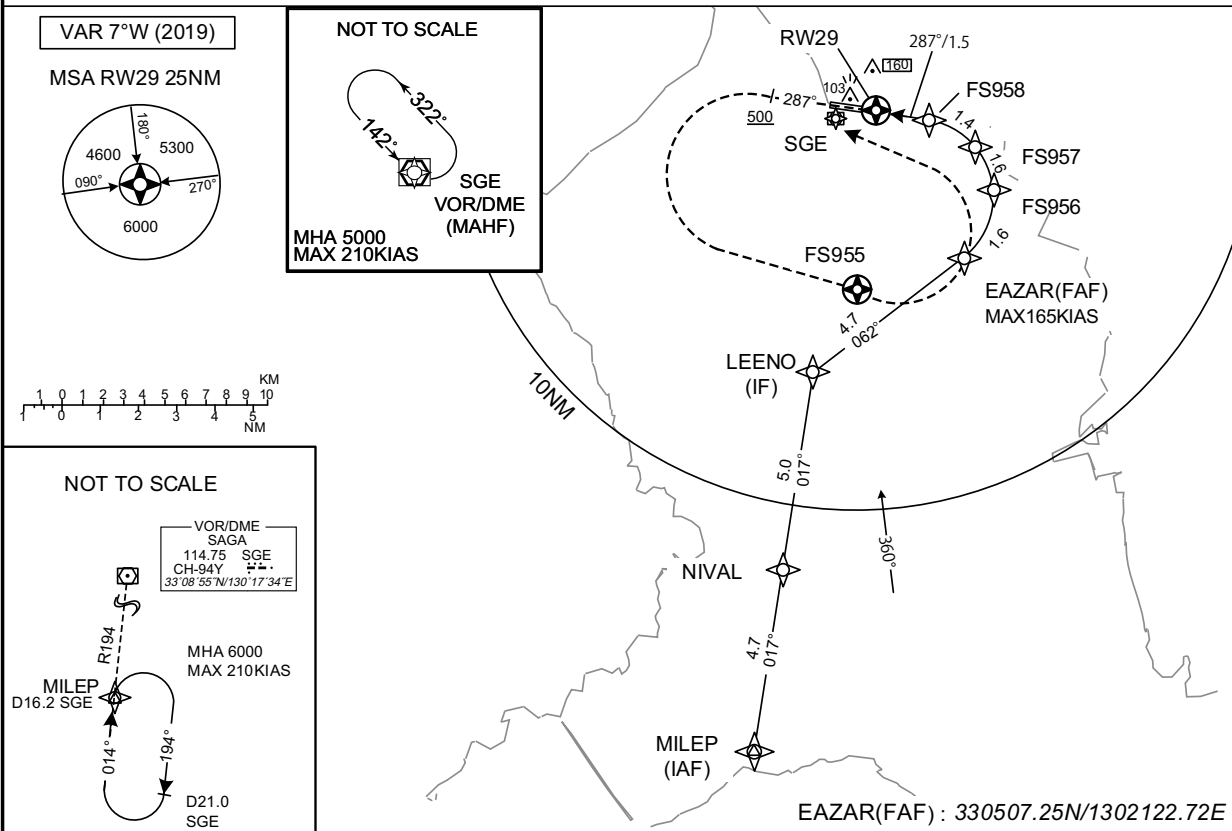 VAR 7°W (2019)
MSA RW29 25NM
180°
4600
5300
090°
270°
6000
NOT TO SCALE
322°
142°
SGE
VOR/DME
(MAHF)
MHA 5000
MAX 210KIAS
RW29
287°/1.5
160
103
287°
500
SGE
FS958
1.4
FS957
1.6
FS956
1.6
FS955
EAZAR(FAF)
MAX165KIAS
4.7
062°
LEENO
(IF)
10NM
5.0
017°
360°
NIVAL
4.7
017°
MILEP
(IAF)
KM
1 0 1 2 3 4 5 6 7 8 9 10
1 0 1 2 3 4 5
NM
NOT TO SCALE
VOR/DME
SAGA
114.75 SGE
CH-94Y
33°08´55˝N/130°17´34˝E
R194
MHA 6000
MAX 210KIAS
MILEP
D16.2 SGE
014°
194°
D21.0
SGE
EAZAR(FAF) : 330507.25N/1302122.72E